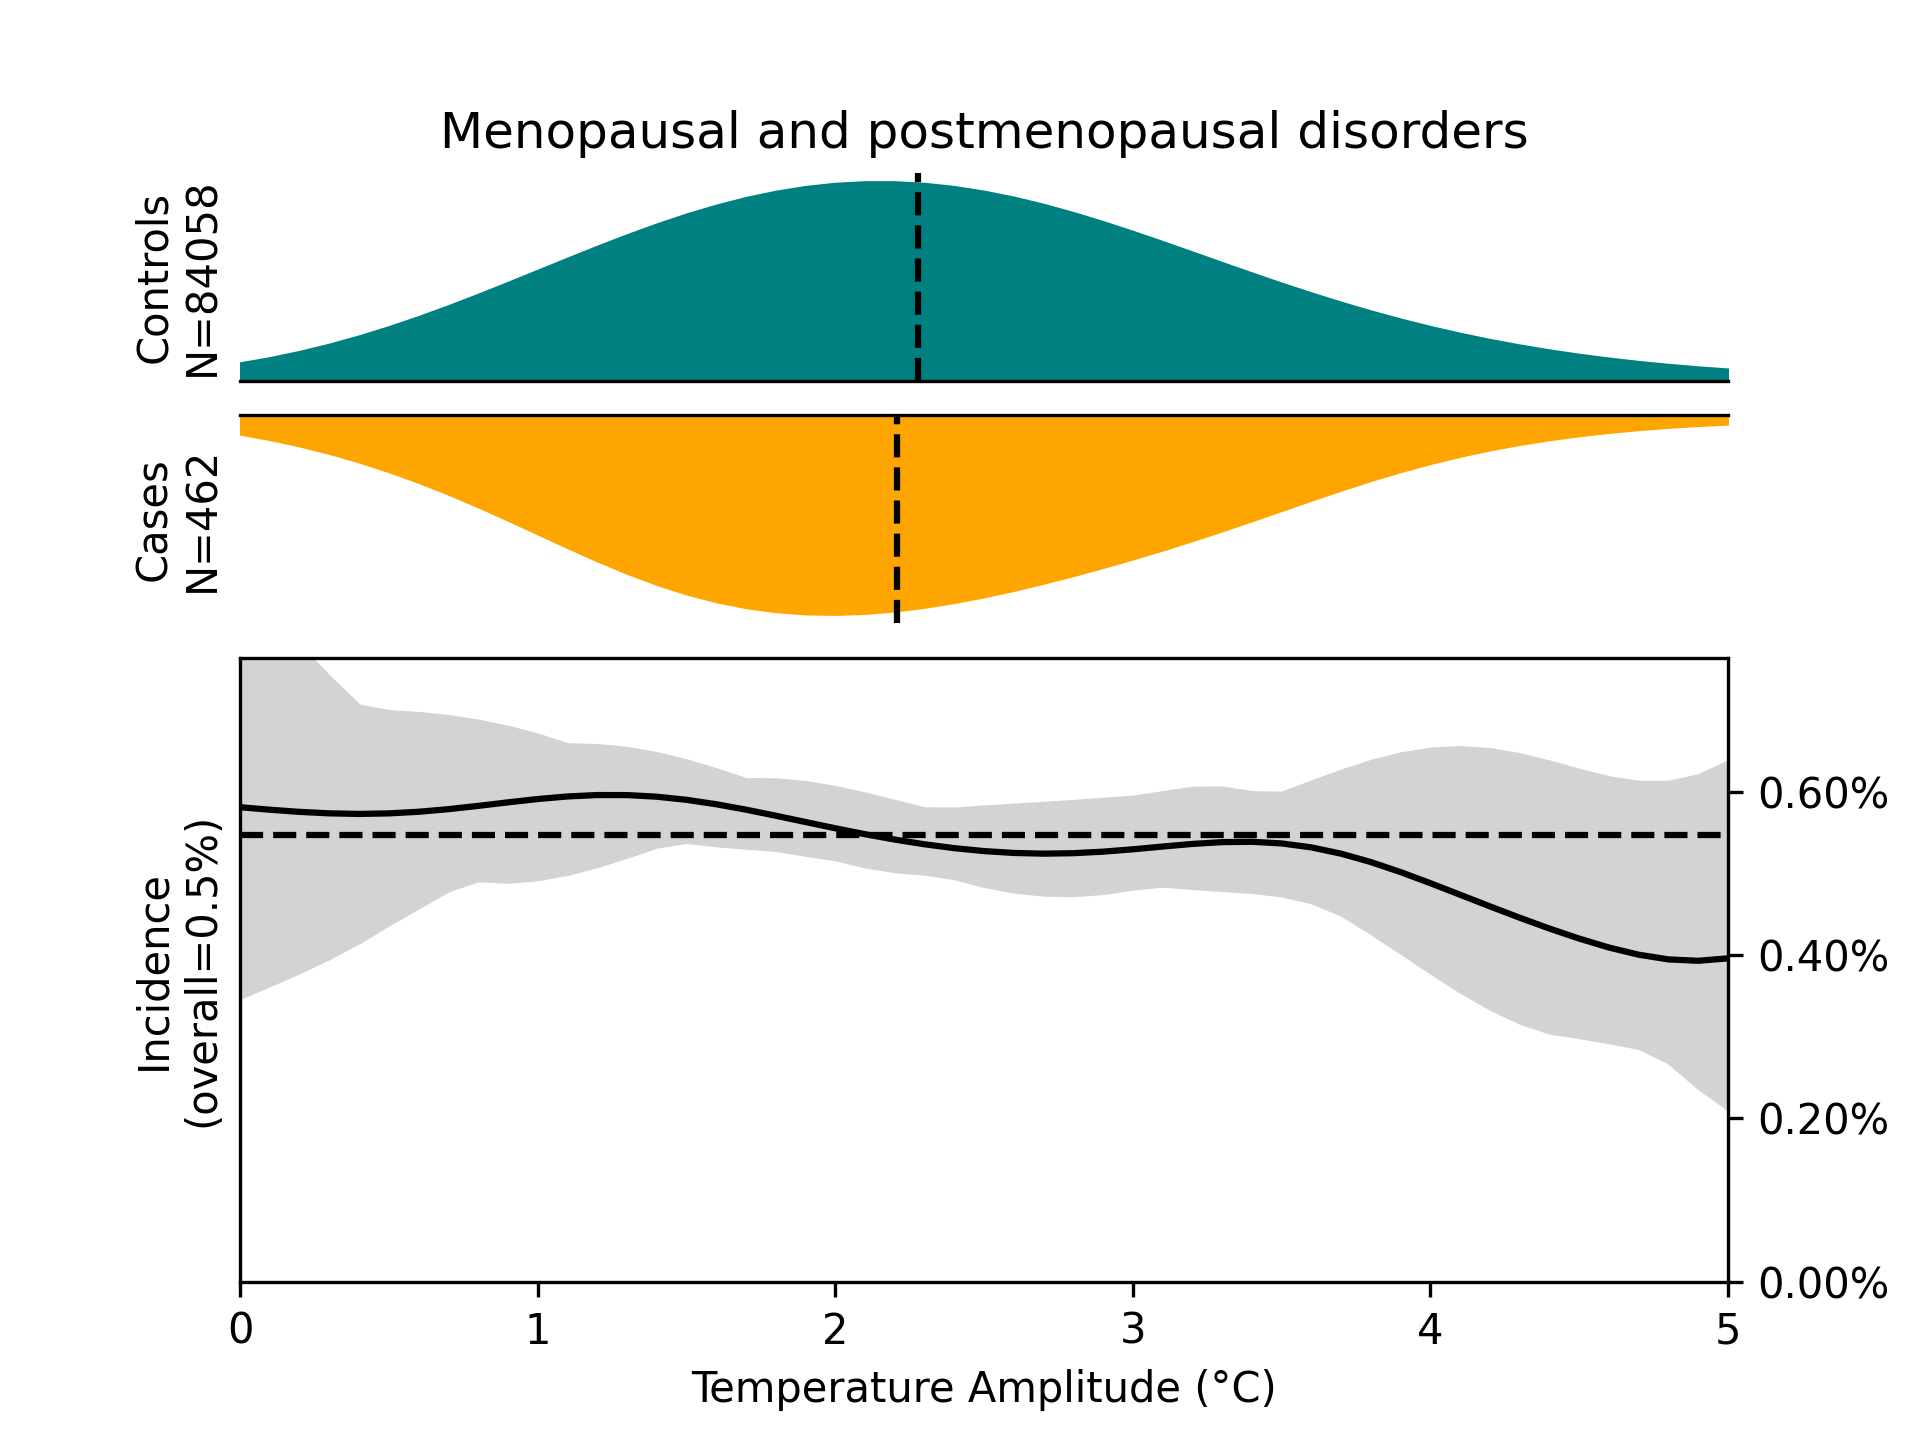 Menopausal and postmenopausal disorders
Controls
N=84058
Cases
N=462
Incidence
(overall=0.5%)
0.60%
0.40%
0.20%
0.00%
0 1 2 3 4 5
Temperature Amplitude (°C)